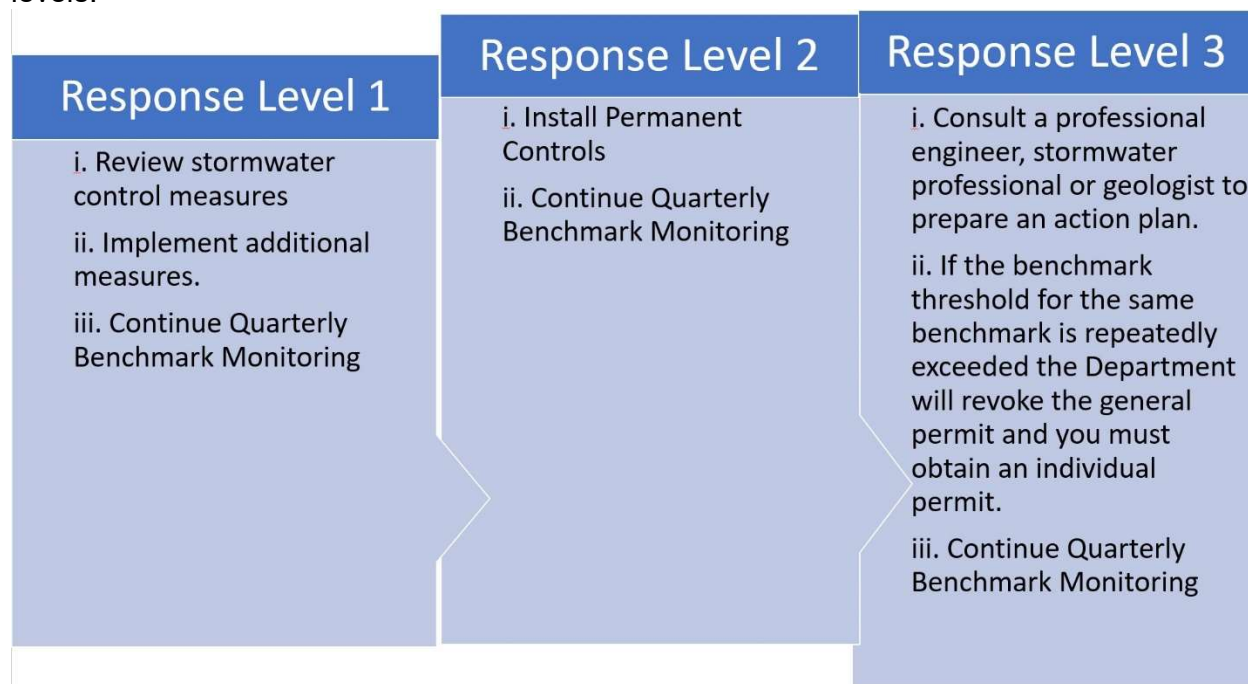 levels.
Response Level 1
i. Review stormwater
control measures
ii. Implement additional
measures.
iii. Continue Quarterly
Benchmark Monitoring
Response Level 2
i. Install Permanent
Controls
ii. Continue Quarterly
Benchmark Monitoring
Response Level 3
i. Consult a professional
engineer, stormwater
professional or geologist to
prepare an action plan.
ii. If the benchmark
threshold for the same
benchmark is repeatedly
exceeded the Department
will revoke the general
permit and you must
obtain an individual
permit.
iii. Continue Quarterly
Benchmark Monitoring